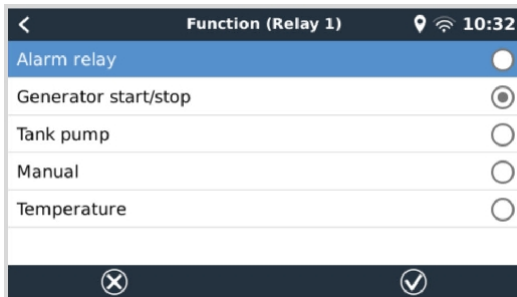 Function (Relay 1) 10:32
Alarm relay
Generator start/stop
Tank pump
Manual
Temperature